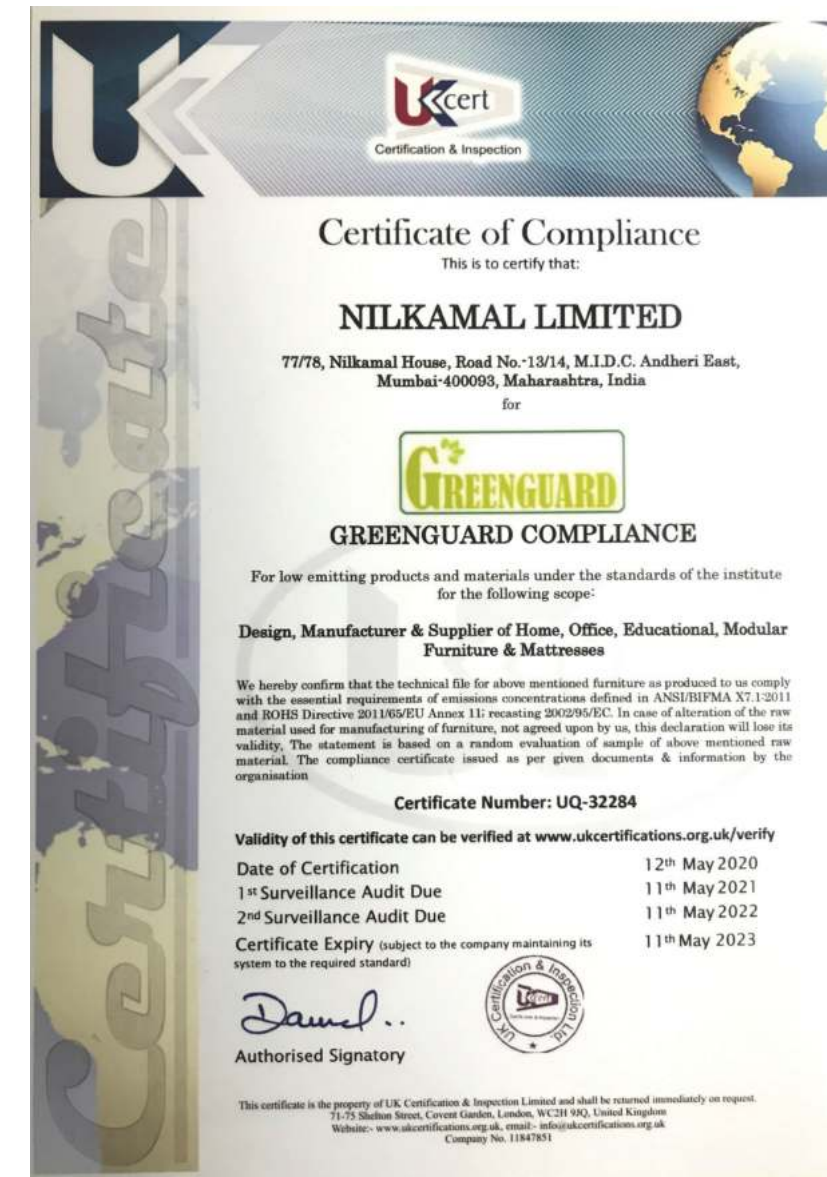 UK
UKcert
Certification & Inspection
Certificate
Certificate of Compliance
This is to certify that:
NILKAMAL LIMITED
77/78, Nilkamal House, Road No.-13/14, M.I.D.C. Andheri East,
Mumbai-400093, Maharashtra, India
for
GREENGUARD
GREENGUARD COMPLIANCE
For low emitting products and materials under the standards of the institute
for the following scope:
Design, Manufacturer & Supplier of Home, Office, Educational, Modular
Furniture & Mattresses
We hereby confirm that the technical file for above mentioned furniture as produced to us comply
with the essential requirements of emissions concentrations defined in ANSI/BIFMA X7.1:2011
and ROHS Directive 2011/65/EU Annex 11; recasting 2002/95/EC. In case of alteration of the raw
material used for manufacturing of furniture, not agreed upon by us, this declaration will lose its
validity, The statement is based on a random evaluation of sample of above mentioned raw
material. The compliance certificate issued as per given documents & information by the
organisation
Certificate Number: UQ-32284
Validity of this certificate can be verified at www.ukcertifications.org.uk/verify
Date of Certification 12th May 2020
1st Surveillance Audit Due 11th May 2021
2nd Surveillance Audit Due 11th May 2022
Certificate Expiry (subject to the company maintaining its 11th May 2023
system to the required standard)
UK Certification & Inspection Ltd.
Authorised Signatory
This certificate is the property of UK Certification & Inspection Limited and shall be returned immediately on request.
71-75 Shelton Street, Covent Garden, London, WC2H 9JQ, United Kingdom
Website:- www.ukcertifications.org.uk, email:- info@ukcertifications.org.uk
Company No. 11847851